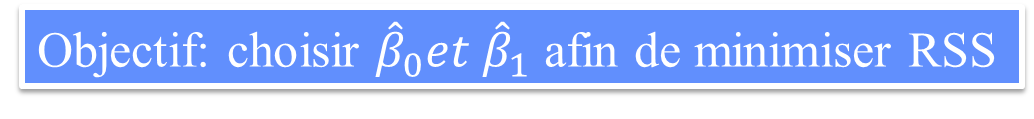 Objectif: choisir β̂₀et β̂₁ afin de minimiser RSS